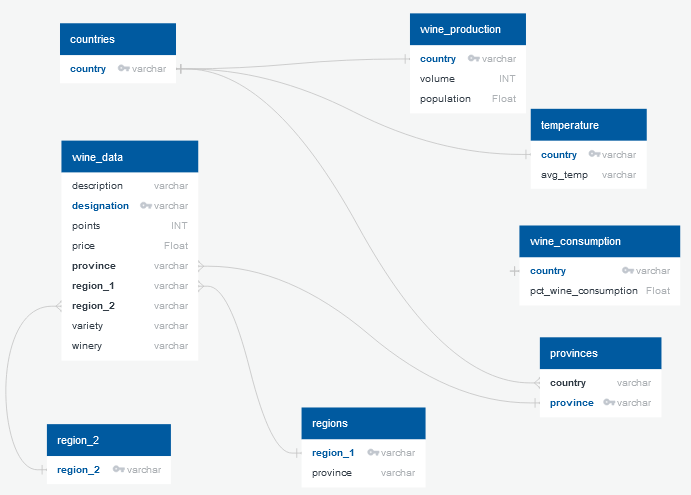 countries
country varchar
wine_production
country varchar
volume INT
population Float
temperature
country varchar
avg_temp varchar
wine_data
description varchar
designation varchar
points INT
price Float
province varchar
region_1 varchar
region_2 varchar
variety varchar
winery varchar
wine_consumption
country varchar
pct_wine_consumption Float
provinces
country varchar
province varchar
regions
region_1 varchar
province varchar
region_2
region_2 varchar